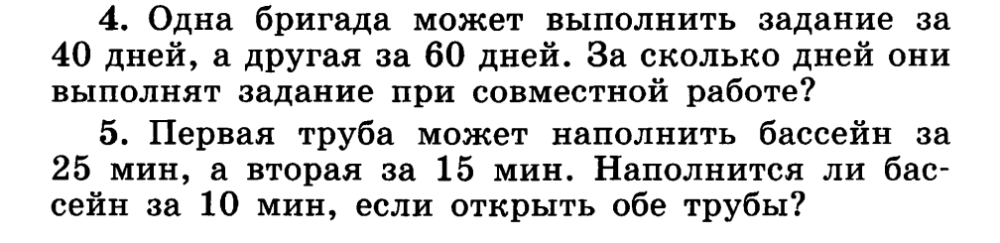 4. Одна бригада может выполнить задание за
40 дней, а другая за 60 дней. За сколько дней они
выполнят задание при совместной работе?
5. Первая труба может наполнить бассейн за
25 мин, а вторая за 15 мин. Наполнится ли бас-
сейн за 10 мин, если открыть обе трубы?